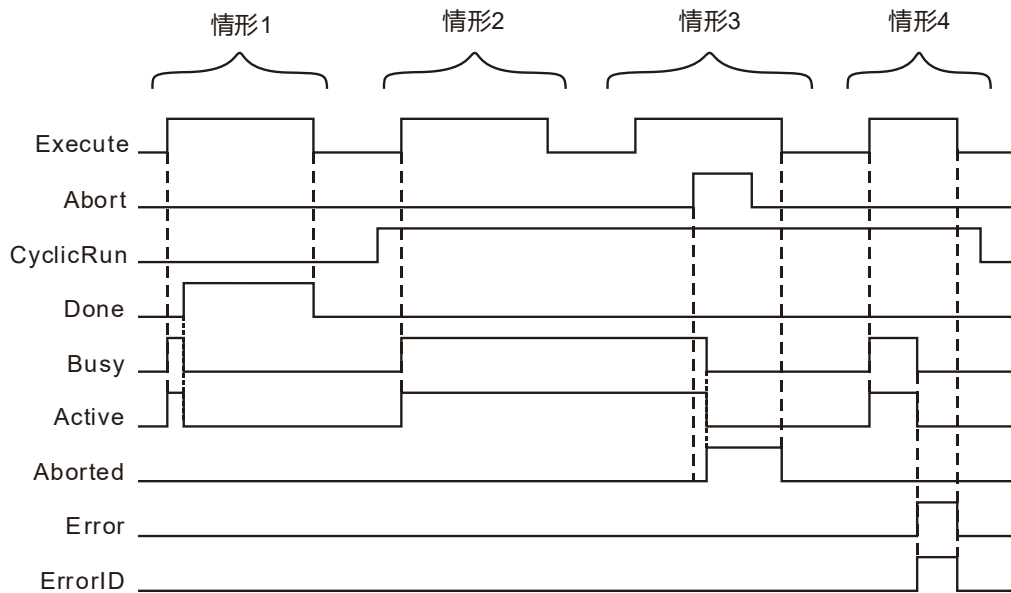 情形1 情形2 情形3 情形4
Execute
Abort
CyclicRun
Done
Busy
Active
Aborted
Error
ErrorID